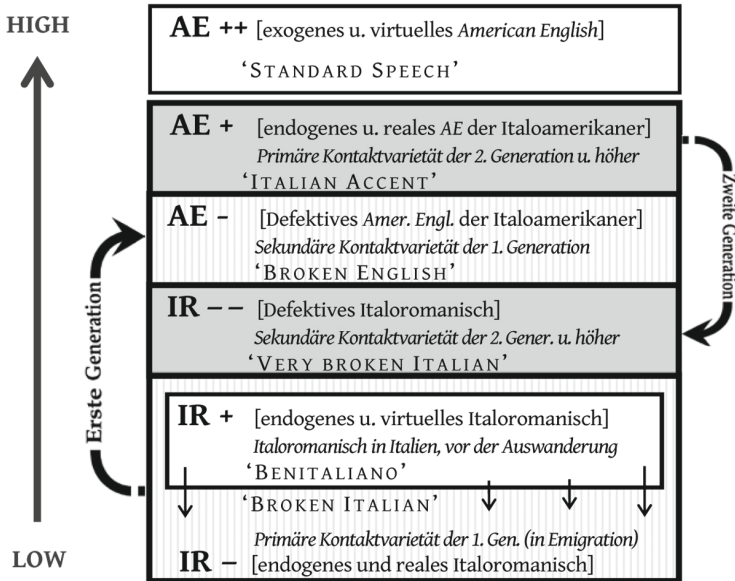 HIGH
AE ++ [exogenes u. virtuelles American English]
‘STANDARD SPEECH’
AE + [endogenes u. reales AE der Italoamerikaner]
Primäre Kontaktvarietät der 2. Generation u. höher
‘ITALIAN ACCENT’
AE - [Defektives Amer. Engl. der Italoamerikaner]
Sekundäre Kontaktvarietät der 1. Generation
‘BROKEN ENGLISH’
IR – – [Defektives Italoromanisch]
Sekundäre Kontaktvarietät der 2. Gener. u. höher
‘VERY BROKEN ITALIAN’
IR + [endogenes u. virtuelles Italoromanisch]
Italoromanisch in Italien, vor der Auswanderung
‘BENITALIANO’
‘BROKEN ITALIAN’
Primäre Kontaktvarietät der 1. Gen. (in Emigration)
IR – [endogenes und reales Italoromanisch]
LOW
Erste Generation
Zweite Generation